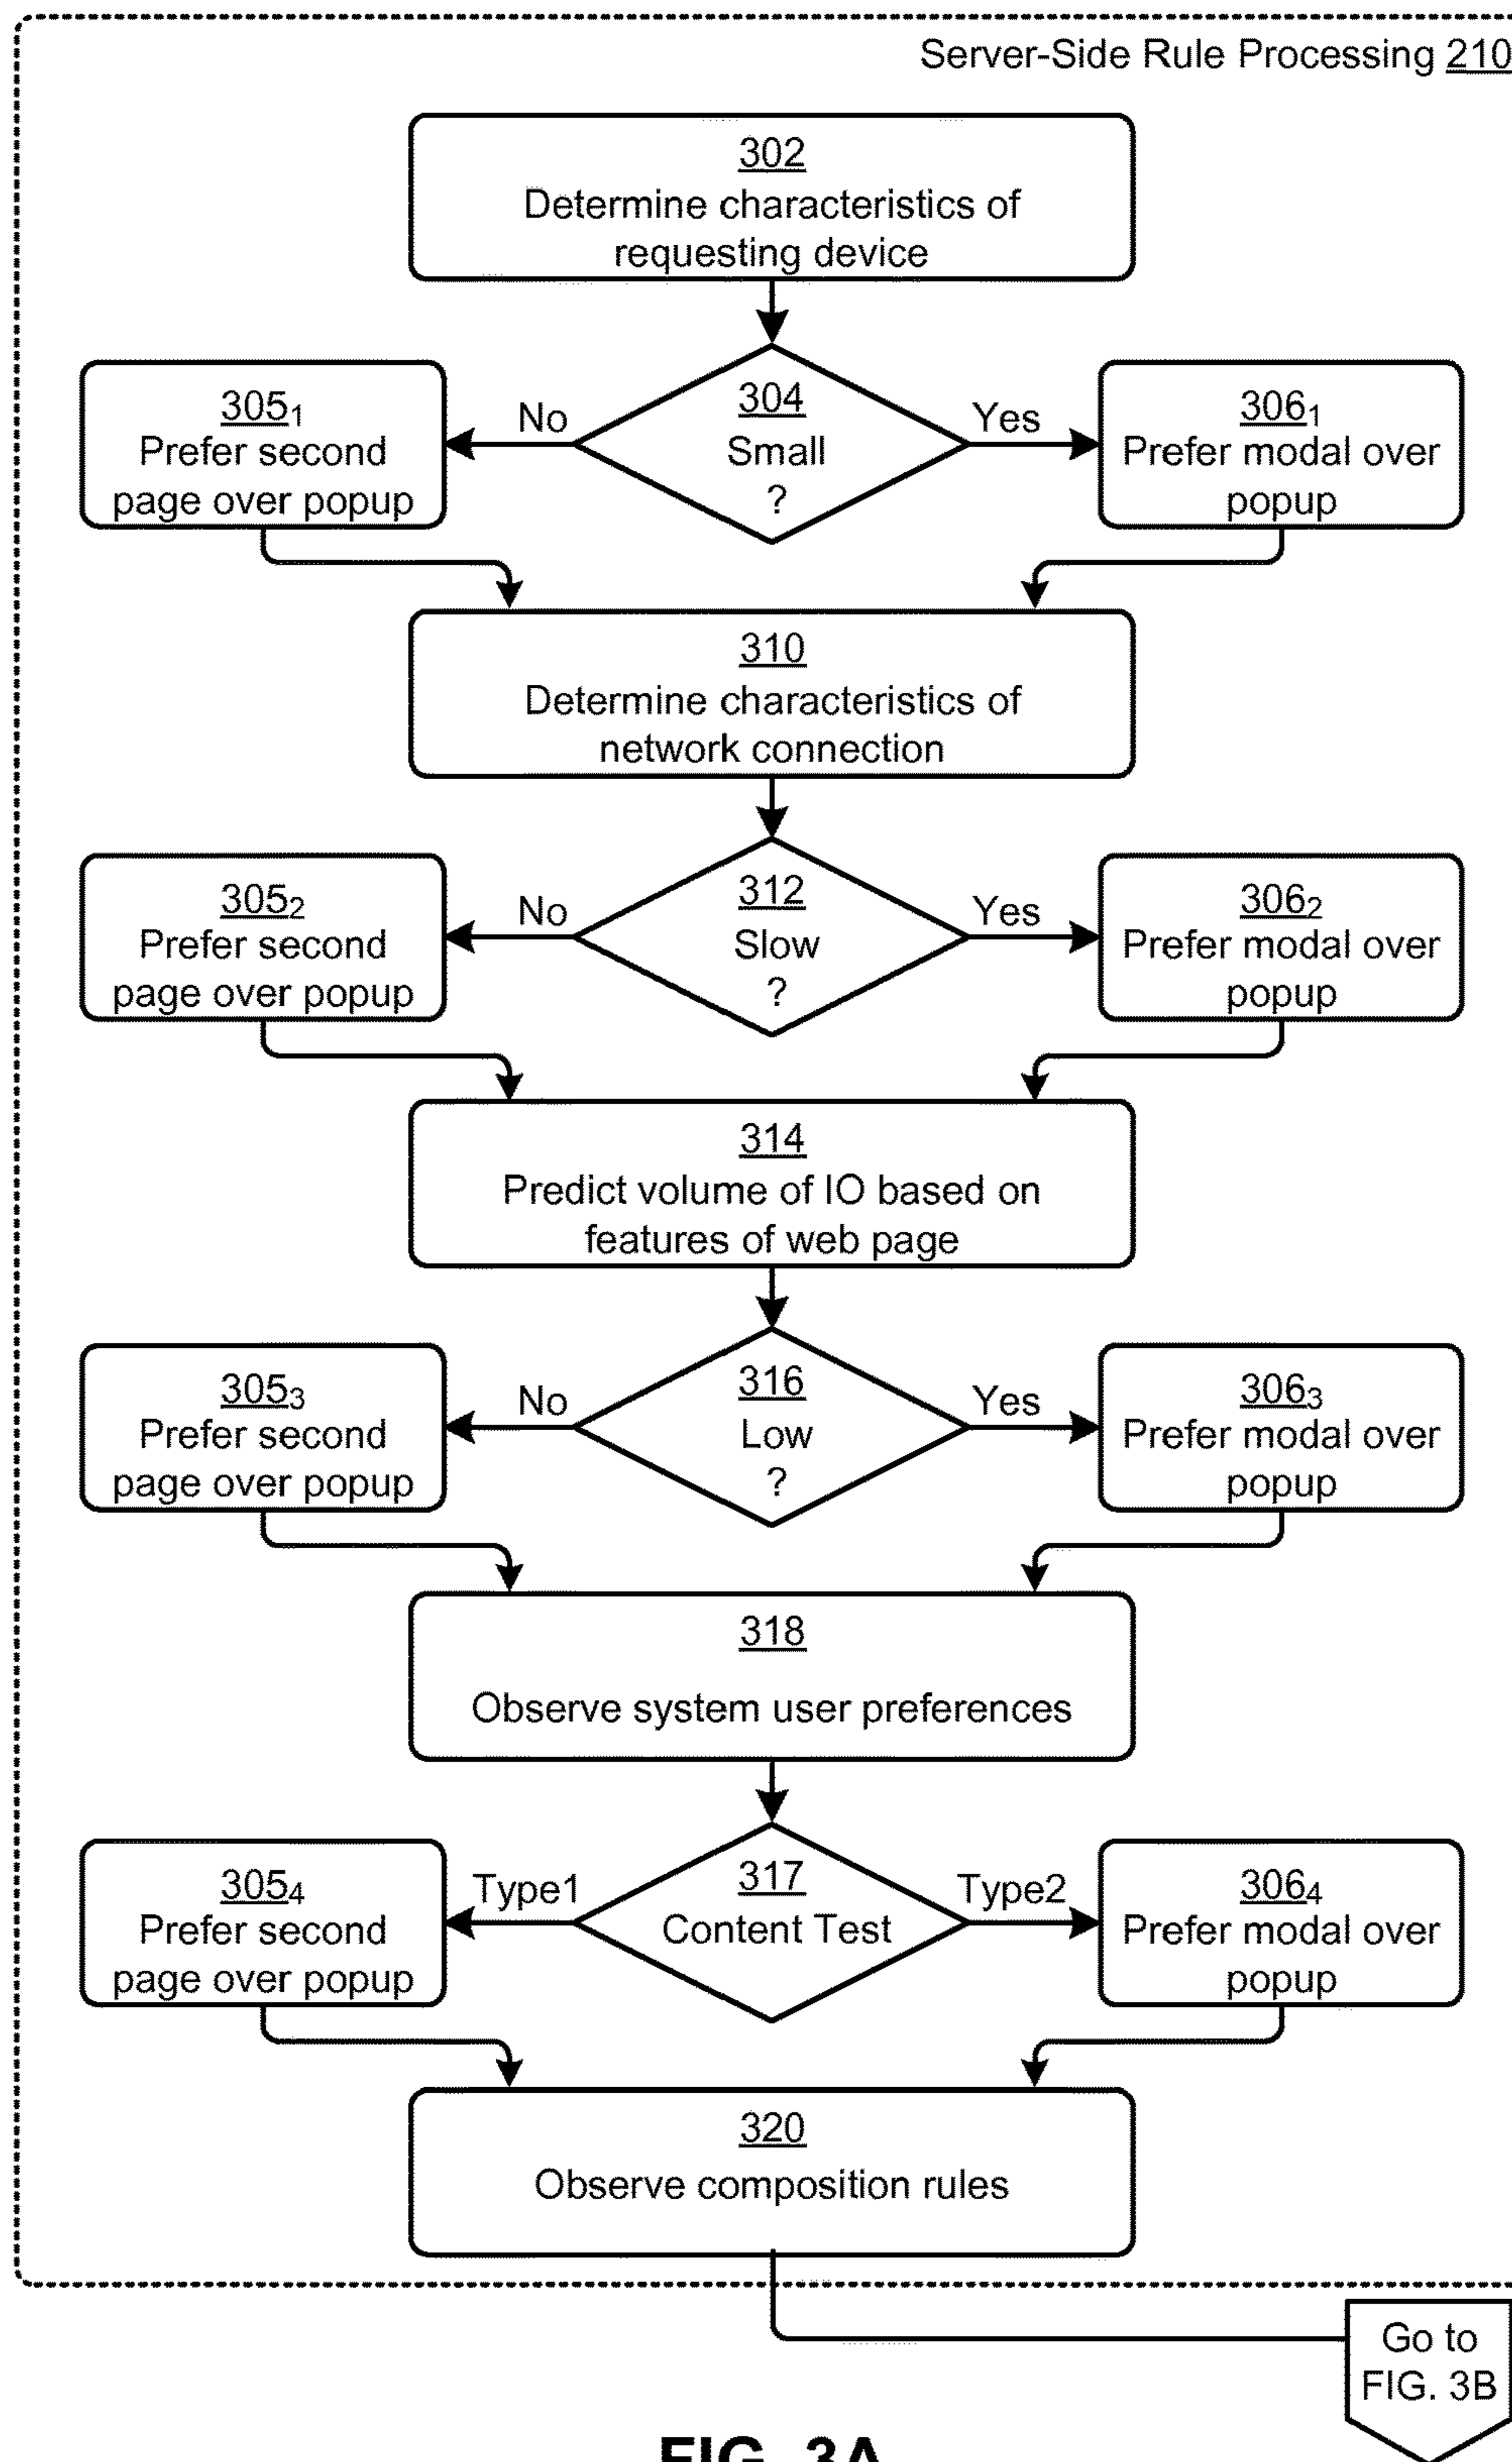 Server-Side Rule Processing 210
302
Determine characteristics of
requesting device
304
Small
?
No
Yes
305₁
Prefer second
page over popup
306₁
Prefer modal over
popup
310
Determine characteristics of
network connection
312
Slow
?
No
Yes
305₂
Prefer second
page over popup
306₂
Prefer modal over
popup
314
Predict volume of IO based on
features of web page
316
Low
?
No
Yes
305₃
Prefer second
page over popup
306₃
Prefer modal over
popup
318
Observe system user preferences
317
Content Test
Type1
Type2
305₄
Prefer second
page over popup
306₄
Prefer modal over
popup
320
Observe composition rules
Go to
FIG. 3B
FIG. 3A